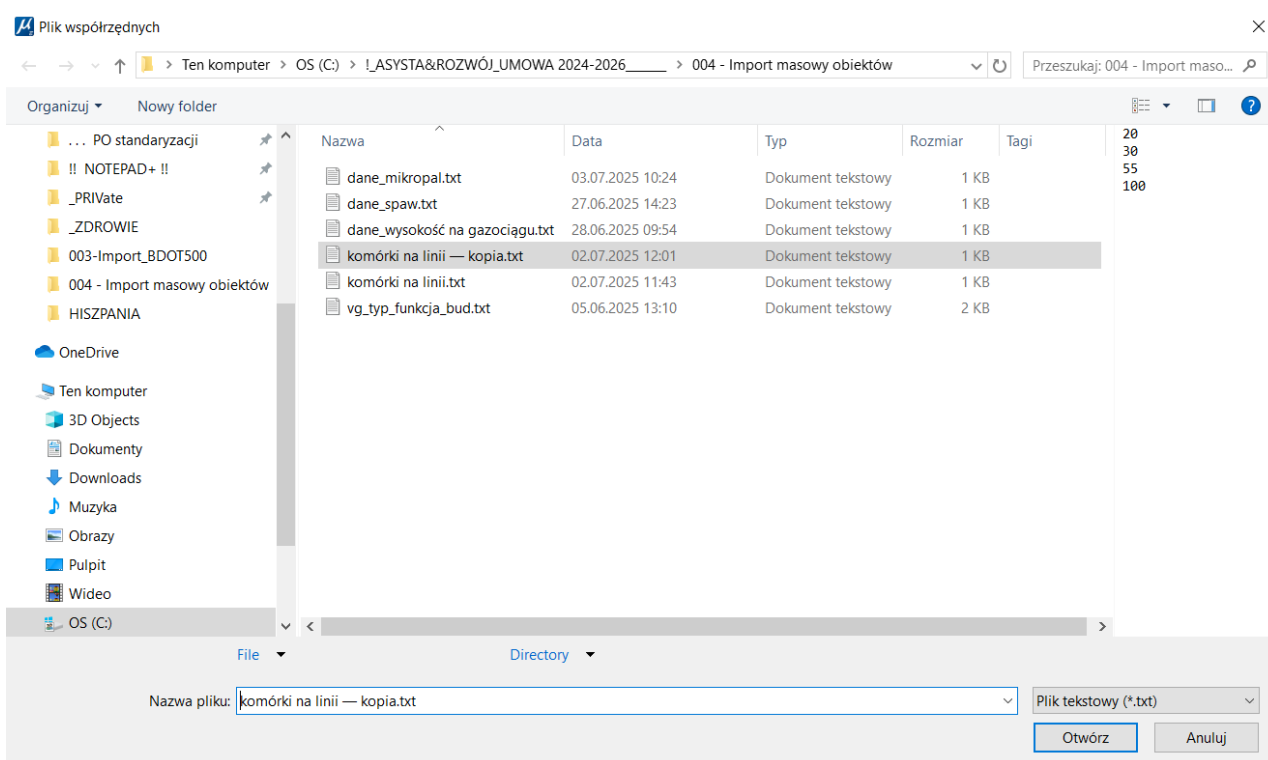 Plik współrzędnych
Ten komputer > OS (C:) > !_ASYSTA&ROZWÓJ_UMOWA 2024-2026______ > 004 - Import masowy obiektów
Przeszukaj: 004 - Import maso...
Organizuj
Nowy folder
... PO standaryzacji
!! NOTEPAD+ !!
_PRIVate
_ZDROWIE
003-Import_BDOT500
004 - Import masowy obiektów
HISZPANIA
OneDrive
Ten komputer
3D Objects
Dokumenty
Downloads
Muzyka
Obrazy
Pulpit
Wideo
OS (C:)
Nazwa Data Typ Rozmiar Tagi
dane_mikropal.txt 03.07.2025 10:24 Dokument tekstowy 1 KB
dane_spaw.txt 27.06.2025 14:23 Dokument tekstowy 1 KB
dane_wysokość na gazociągu.txt 28.06.2025 09:54 Dokument tekstowy 1 KB
komórki na linii — kopia.txt 02.07.2025 12:01 Dokument tekstowy 1 KB
komórki na linii.txt 02.07.2025 11:43 Dokument tekstowy 1 KB
vg_typ_funkcja_bud.txt 05.06.2025 13:10 Dokument tekstowy 2 KB
20
30
55
100
File
Directory
Nazwa pliku: komórki na linii — kopia.txt
Plik tekstowy (*.txt)
Otwórz
Anuluj